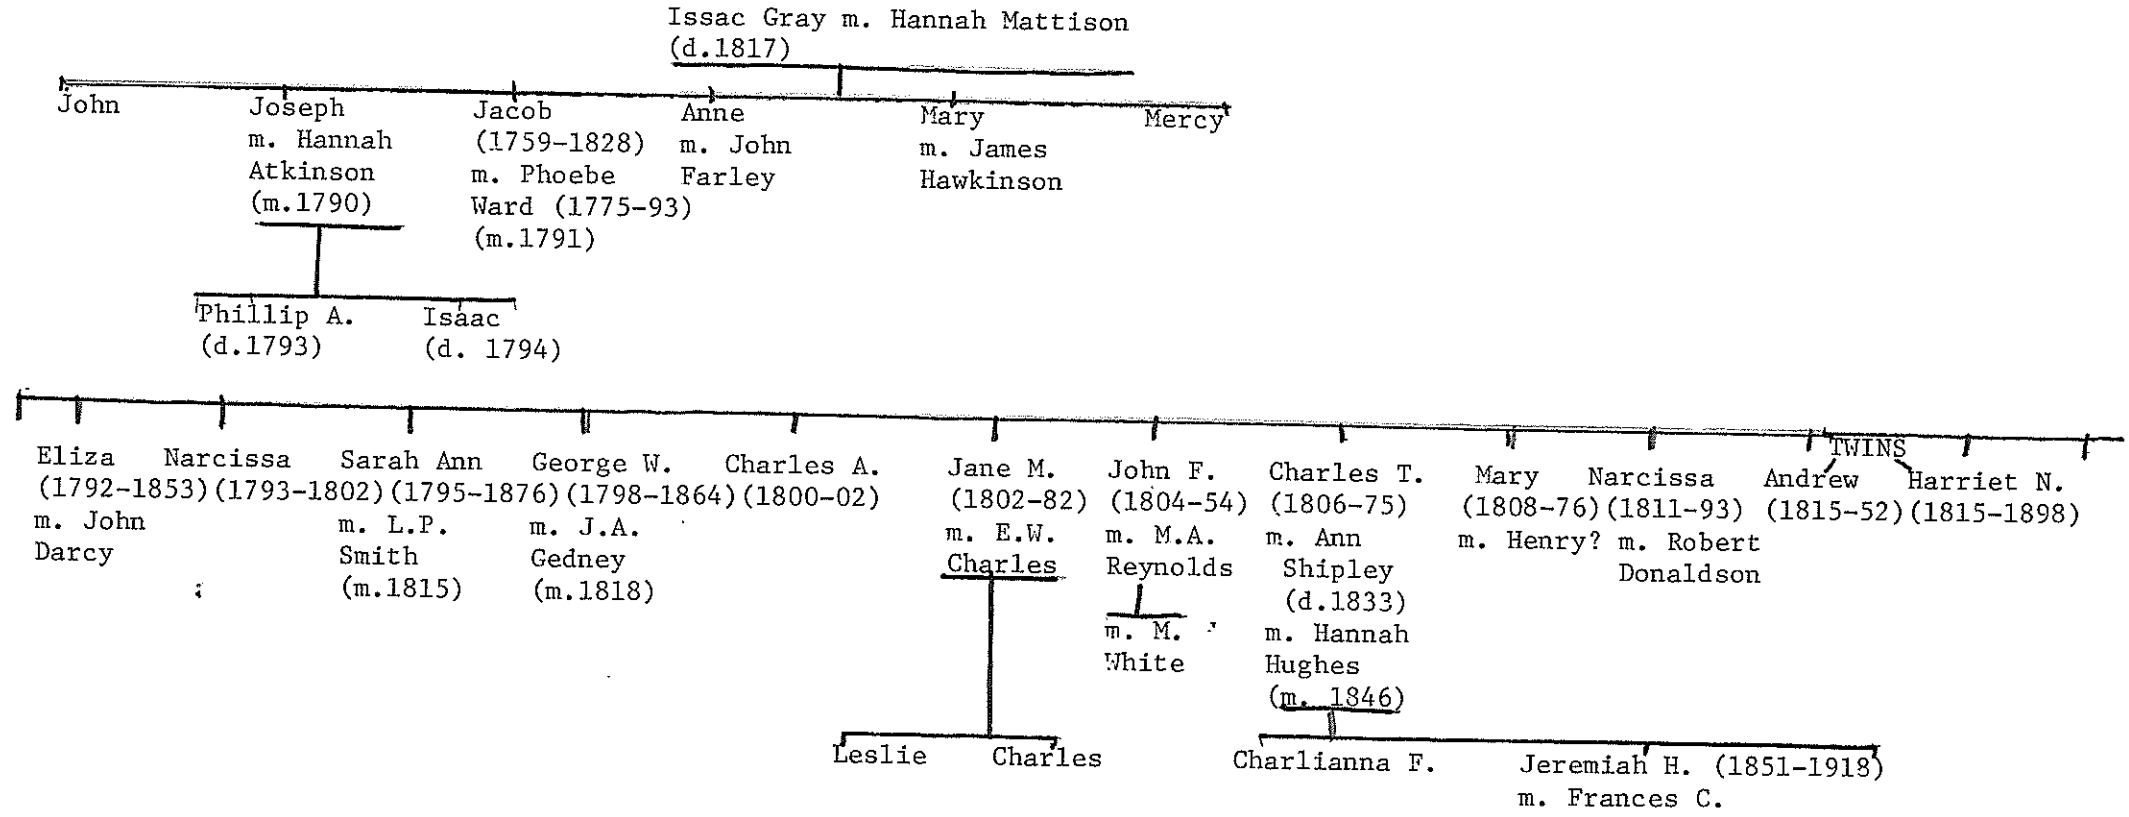 Issac Gray m. Hannah Mattison
(d.1817)
John
Joseph
m. Hannah
Atkinson
(m.1790)
Jacob
(1759-1828)
m. Phoebe
Ward (1775-93)
(m.1791)
Anne
m. John
Farley
Mary
m. James
Hawkinson
Mercy
Phillip A.
(d.1793)
Isaac
(d. 1794)
Eliza
(1792-1853)
m. John
Darcy
Narcissa
(1793-1802)
Sarah Ann
(1795-1876)
m. L.P.
Smith
(m.1815)
George W.
(1798-1864)
m. J.A.
Gedney
(m.1818)
Charles A.
(1800-02)
Jane M.
(1802-82)
m. E.W.
Charles
John F.
(1804-54)
m. M.A.
Reynolds
m. M.
White
Charles T.
(1806-75)
m. Ann
Shipley
(d.1833)
m. Hannah
Hughes
(m. 1846)
Mary
(1808-76)
m. Henry?
Narcissa
(1811-93)
m. Robert
Donaldson
TWINS
Andrew
(1815-52)
Harriet N.
(1815-1898)
Leslie
Charles
Charlianna F.
Jeremiah H. (1851-1918)
m. Frances C.